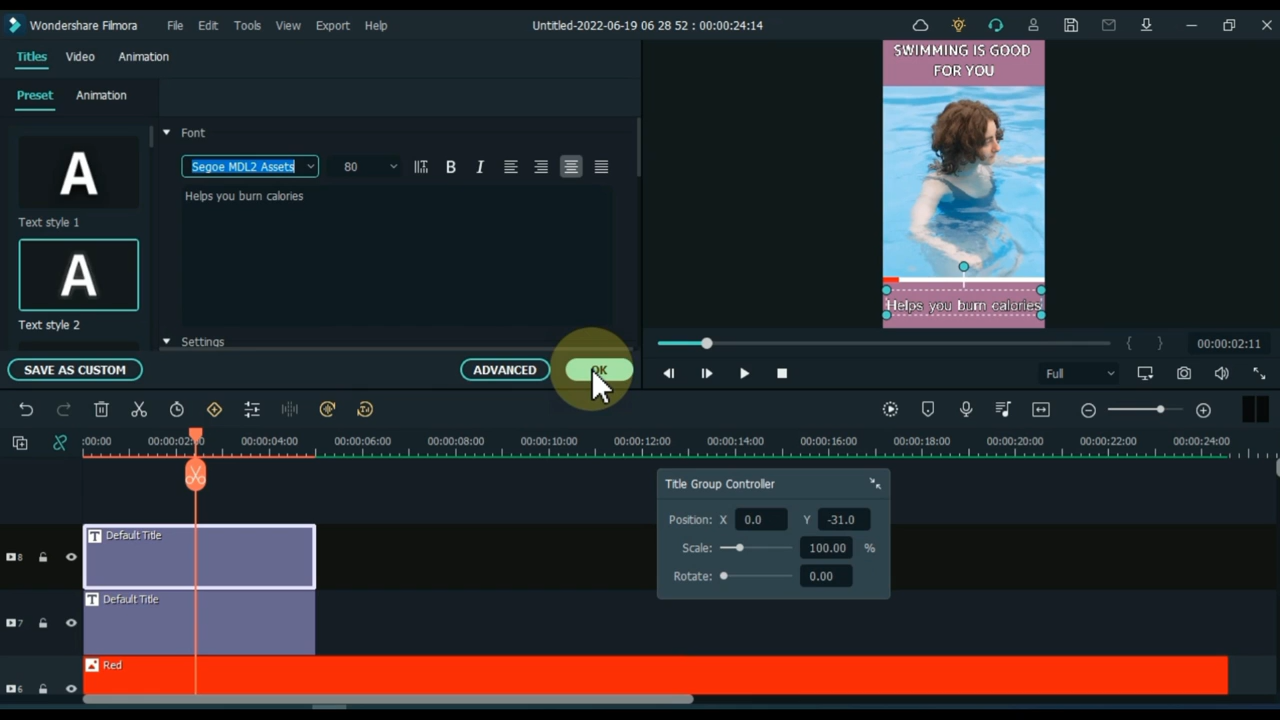 Wondershare Filmora File Edit Tools View Export Help Untitled-2022-06-19 06 28 52 : 00:00:24:14
Titles Video Animation
Preset Animation
A
Text style 1
A
Text style 2
Font
Segoe MDL2 Assets 80 B I
Helps you burn calories
Settings
SAVE AS CUSTOM ADVANCED OK
SWIMMING IS GOOD
FOR YOU
Helps you burn calories
{ } 00:00:02:11
Full
:00:00 00:00:02:00 00:00:04:00 00:00:06:00 00:00:08:00 00:00:10:00 00:00:12:00 00:00:14:00 00:00:16:00 00:00:18:00 00:00:20:00 00:00:22:00 00:00:24:00
Title Group Controller
Position: X 0.0 Y -31.0
Scale: 100.00 %
Rotate: 0.00
8 T Default Title
7 T Default Title
6 Red